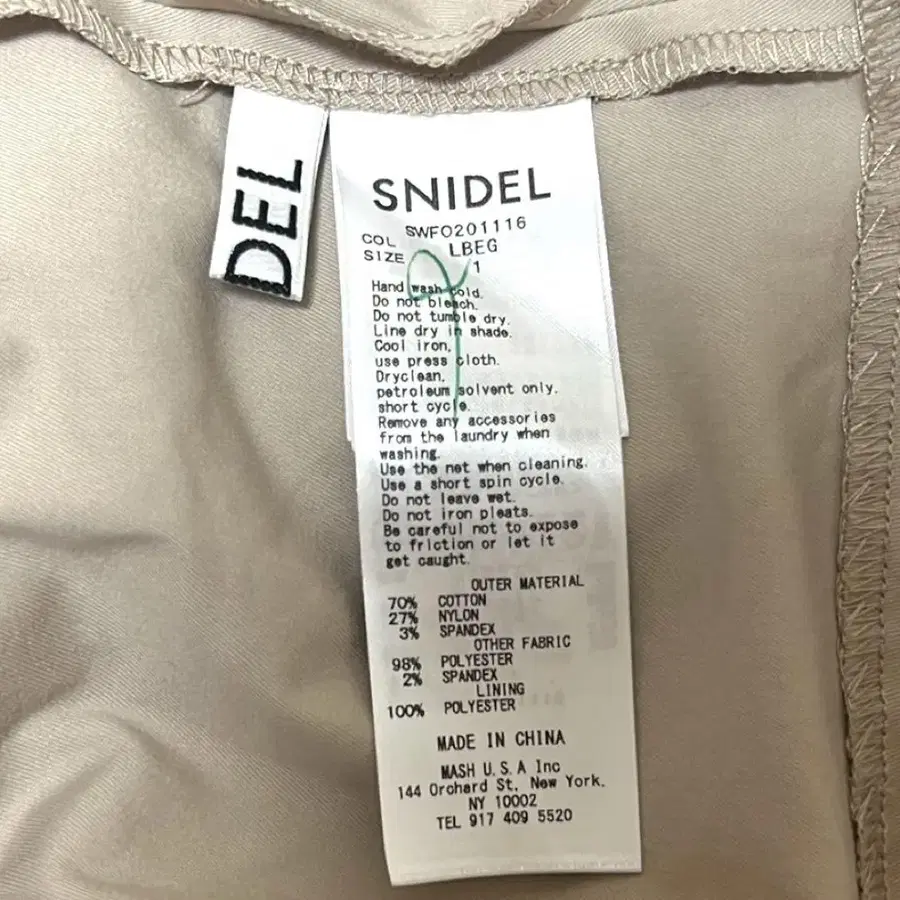 DEL
SNIDEL
SWFO201116
COL LBEG
SIZE 1
Hand wash cold.
Do not bleach.
Do not tumble dry.
Line dry in shade.
Cool iron,
use press cloth.
Dryclean,
petroleum solvent only.
short cycle.
Remove any accessories
from the laundry when
washing.
Use the net when cleaning.
Use a short spin cycle.
Do not leave wet.
Do not iron pleats.
Be careful not to expose
to friction or let it
get caught.
OUTER MATERIAL
70% COTTON
27% NYLON
3% SPANDEX
OTHER FABRIC
98% POLYESTER
2% SPANDEX
LINING
100% POLYESTER
MADE IN CHINA
MASH U.S.A Inc
144 Orchard St, New York.
NY 10002
TEL 917 409 5520